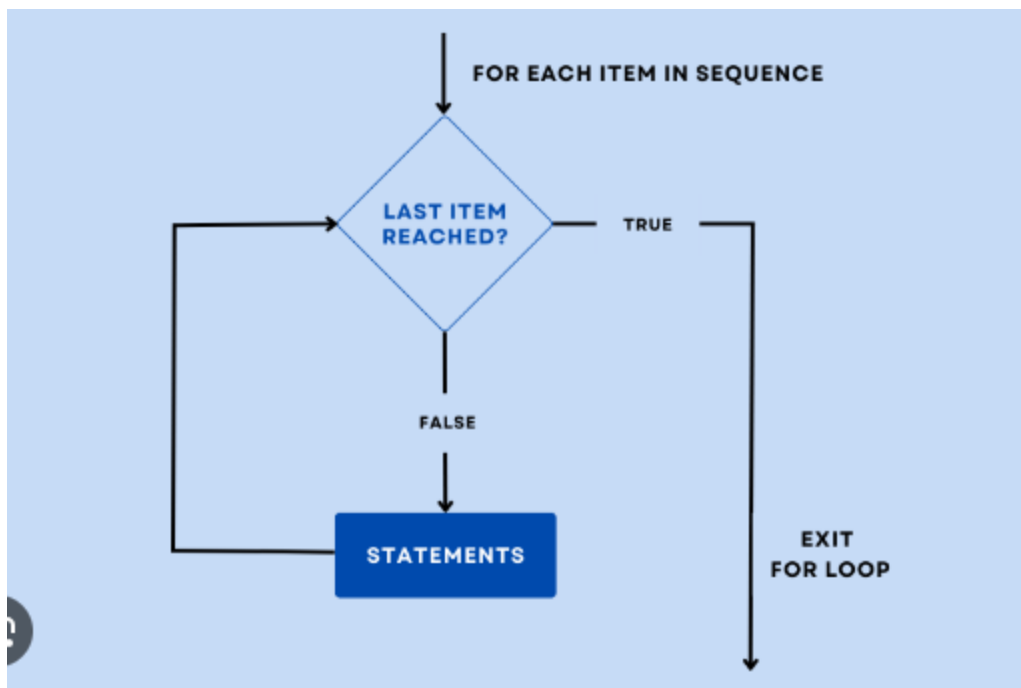 FOR EACH ITEM IN SEQUENCE
LAST ITEM
REACHED?
TRUE
FALSE
STATEMENTS
EXIT
FOR LOOP